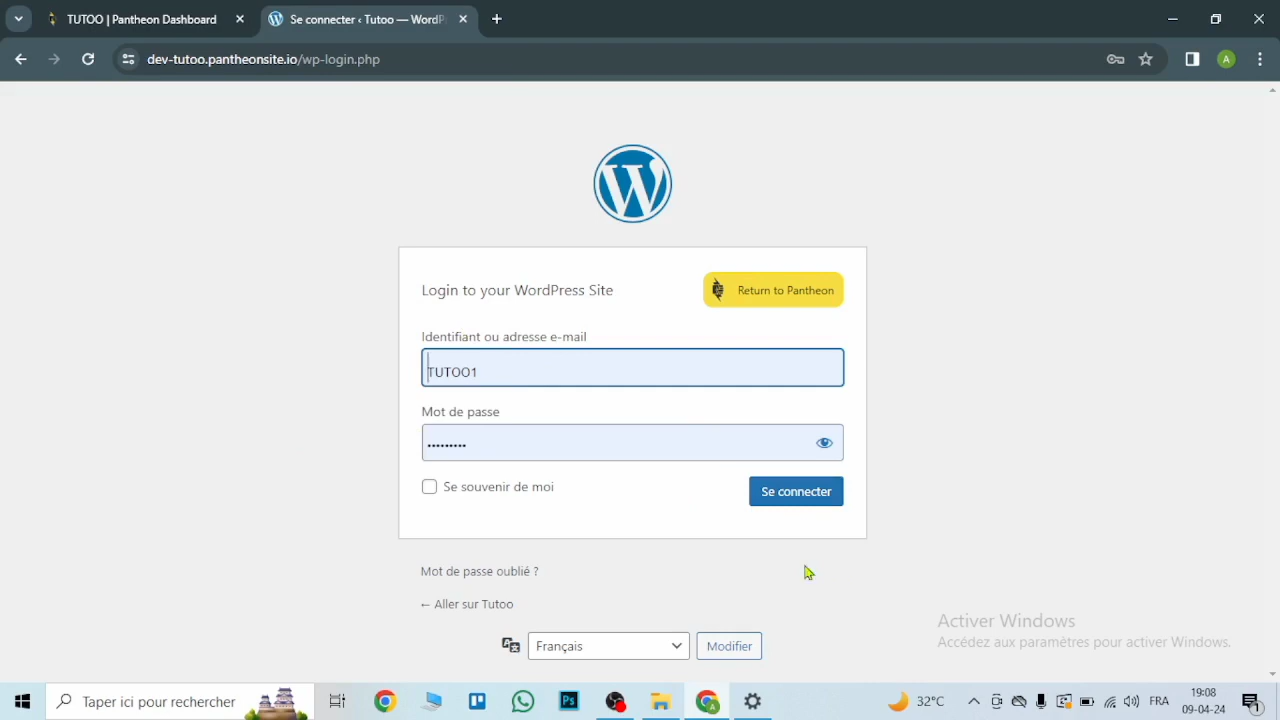 TUTOO | Pantheon Dashboard
Se connecter ‹ Tutoo — WordP
dev-tutoo.pantheonsite.io/wp-login.php
A
Login to your WordPress Site
Return to Pantheon
Identifiant ou adresse e-mail
TUTOO1
Mot de passe
•••••••••
Se souvenir de moi
Se connecter
Mot de passe oublié ?
← Aller sur Tutoo
Français
Modifier
Activer Windows
Accédez aux paramètres pour activer Windows.
Taper ici pour rechercher
32°C
FRA
19:08
09-04-24
1